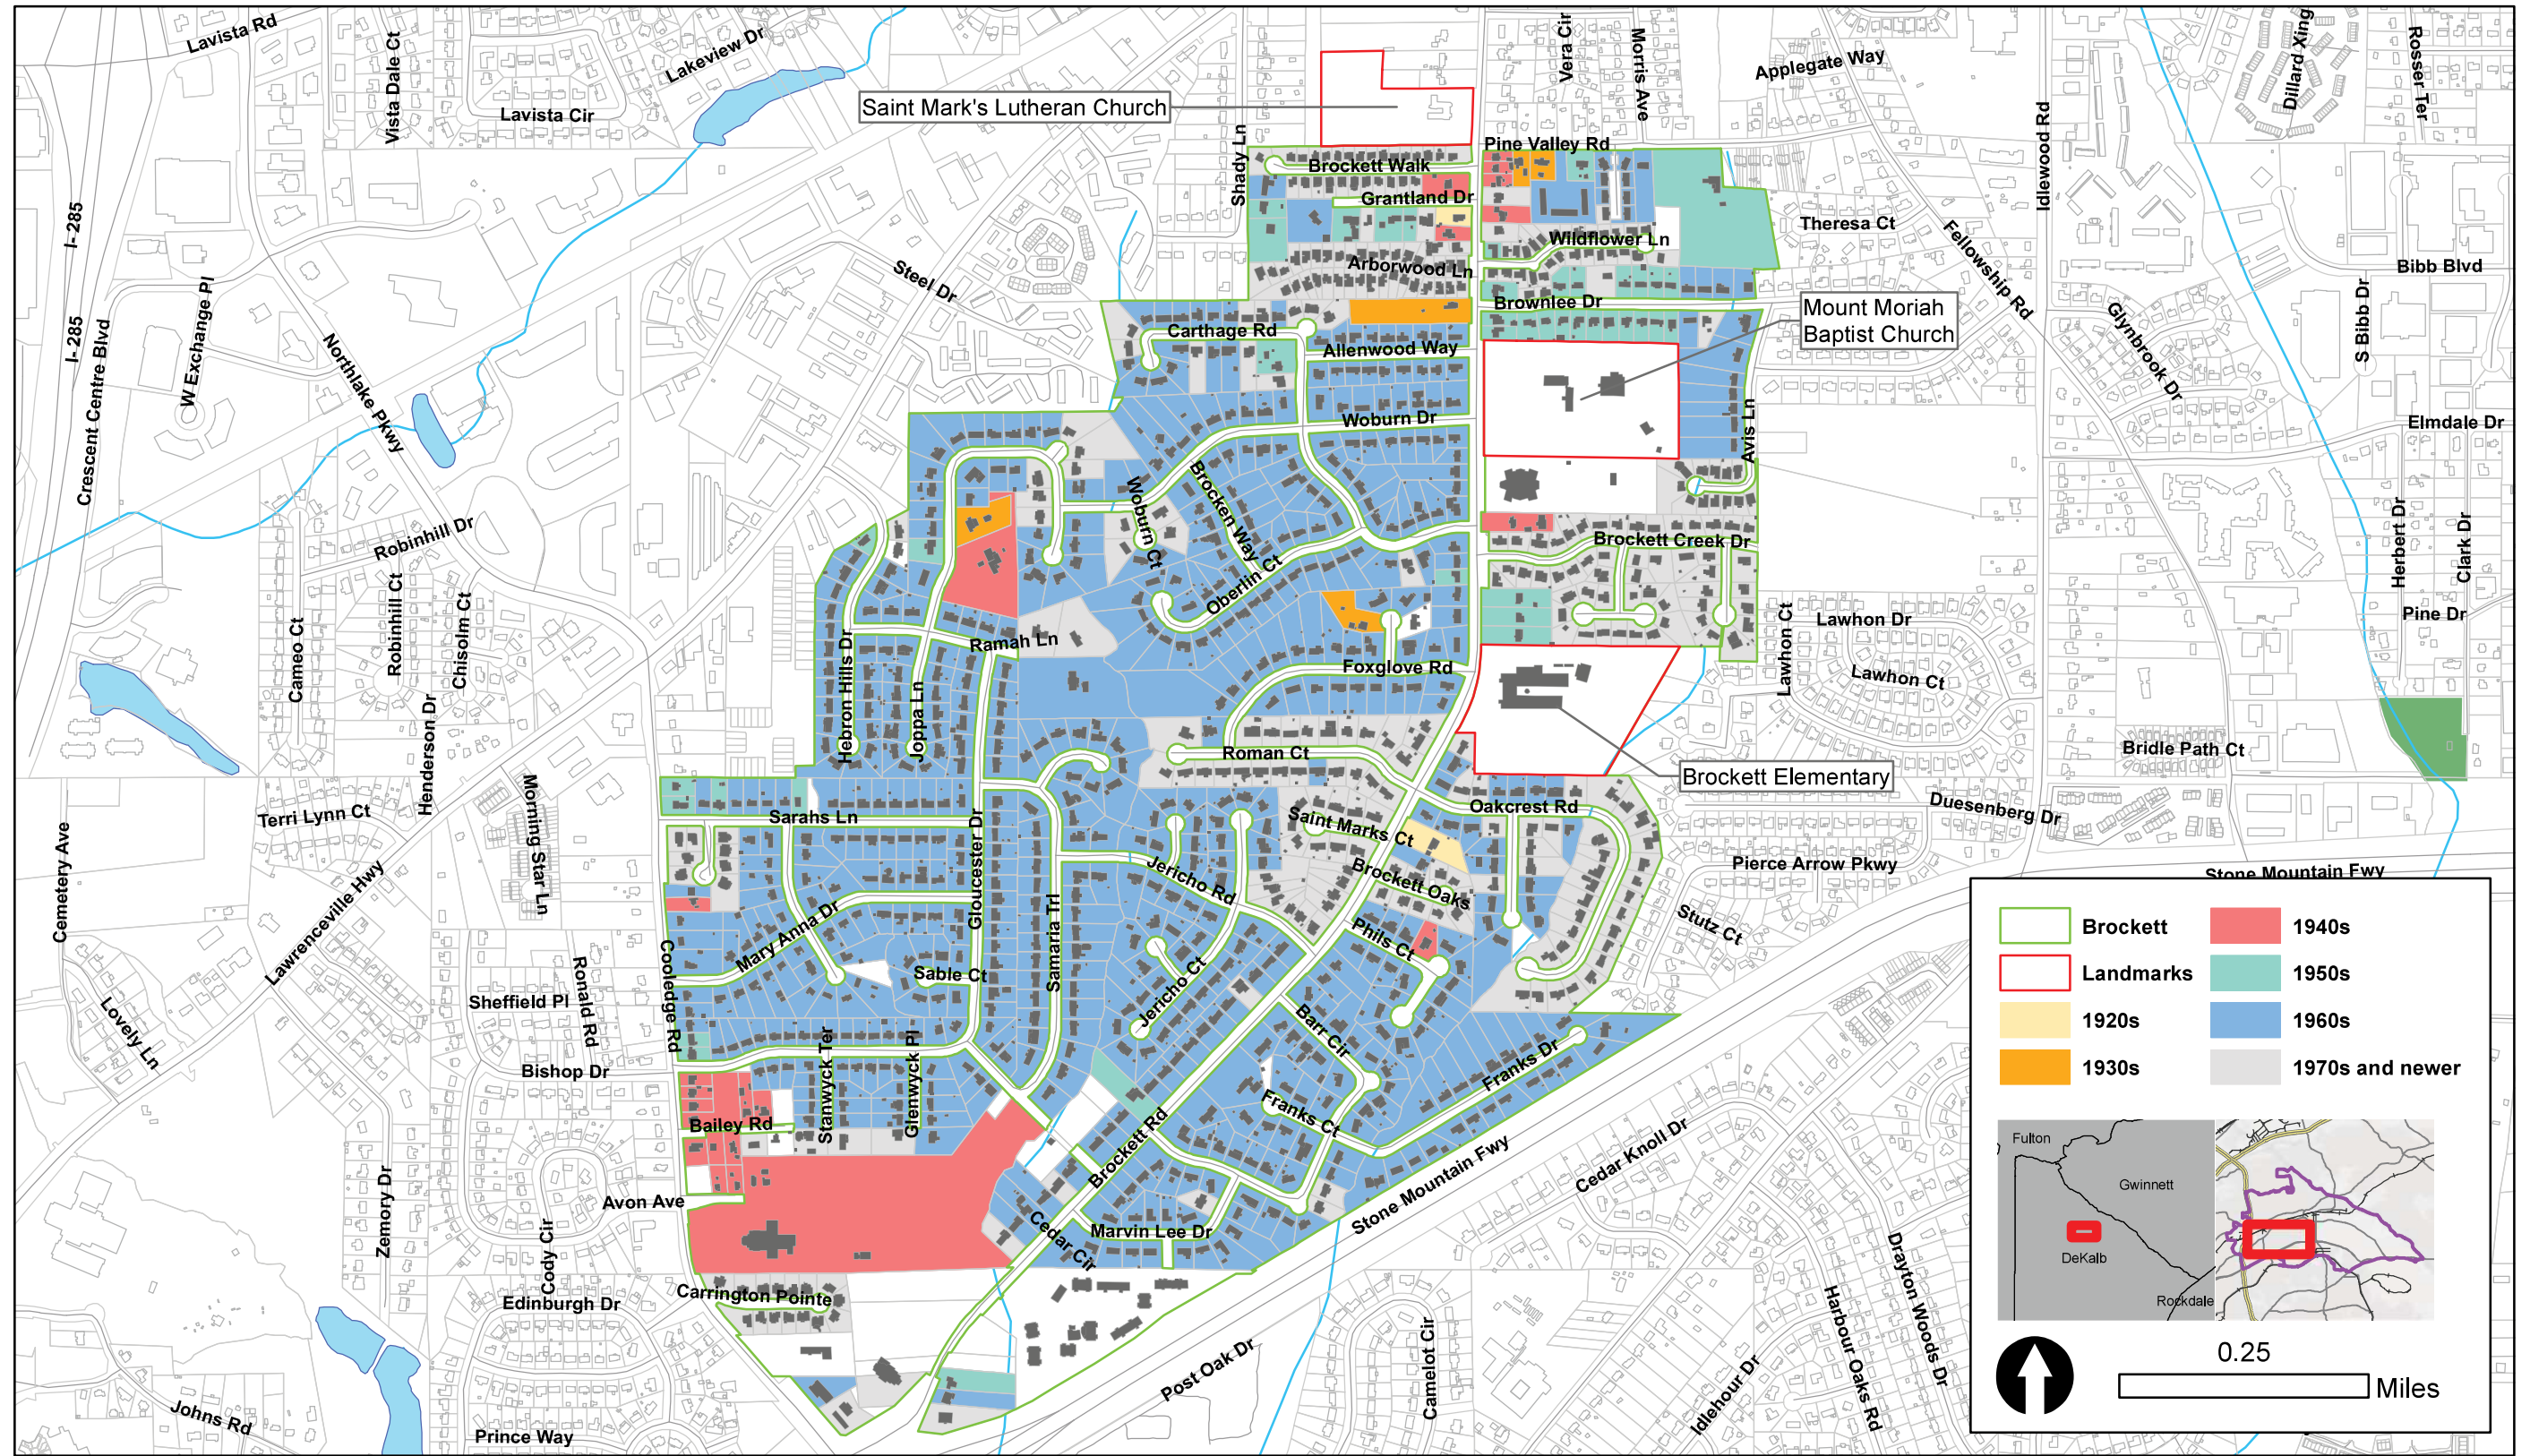 Lavista Rd
Vista Dale Ct
Lavista Cir
Lakeview Dr
Saint Mark's Lutheran Church
Shady Ln
Vera Cir
Morris Ave
Applegate Way
Idlewood Rd
Dillard Xing
Rosser Ter
Pine Valley Rd
Brockett Walk
Grantland Dr
Wildflower Ln
Arborwood Ln
Theresa Ct
Fellowship Rd
Bibb Blvd
S Bibb Dr
I-285
I-285
Crescent Centre Blvd
W Exchange Pl
Northlake Pkwy
Steel Dr
Brownlee Dr
Mount Moriah
Baptist Church
Glynbrook Dr
Elmdale Dr
Carthage Rd
Allenwood Way
Woburn Dr
Avis Ln
Woburn Ct
Brocken Way
Oberlin Ct
Brockett Creek Dr
Herbert Dr
Clark Dr
Pine Dr
Robinhill Dr
Robinhill Ct
Chisolm Ct
Cameo Ct
Henderson Dr
Hebron Hills Dr
Joppa Ln
Ramah Ln
Foxglove Rd
Lawhon Ct
Lawhon Dr
Lawhon Ct
Roman Ct
Brockett Elementary
Bridle Path Ct
Duesenberg Dr
Terri Lynn Ct
Morning Star Ln
Sarahs Ln
Gloucester Dr
Saint Marks Ct
Oakcrest Rd
Pierce Arrow Pkwy
Stone Mountain Fwy
Cemetery Ave
Lawrenceville Hwy
Jericho Rd
Brockett Oaks
Stutz Ct
Mary Anna Dr
Samaria Trl
Phils Ct
Cooledge Rd
Sable Ct
Jericho Ct
Lovely Ln
Sheffield Pl
Ronald Rd
Barr Cir
Franks Dr
Bishop Dr
Stanwyck Ter
Glenwyck Pl
Franks Ct
Bailey Rd
Brockett Rd
Stone Mountain Fwy
Cedar Knoll Dr
Zemory Dr
Avon Ave
Cody Cir
Cedar Cir
Marvin Lee Dr
Edinburgh Dr
Carrington Pointe
Drayton Woods Dr
Harbour Oaks Rd
Camelot Cir
Post Oak Dr
Idlehour Dr
Johns Rd
Prince Way
Brockett
Landmarks
1920s
1930s
1940s
1950s
1960s
1970s and newer
Fulton
Gwinnett
DeKalb
Rockdale
0.25
Miles